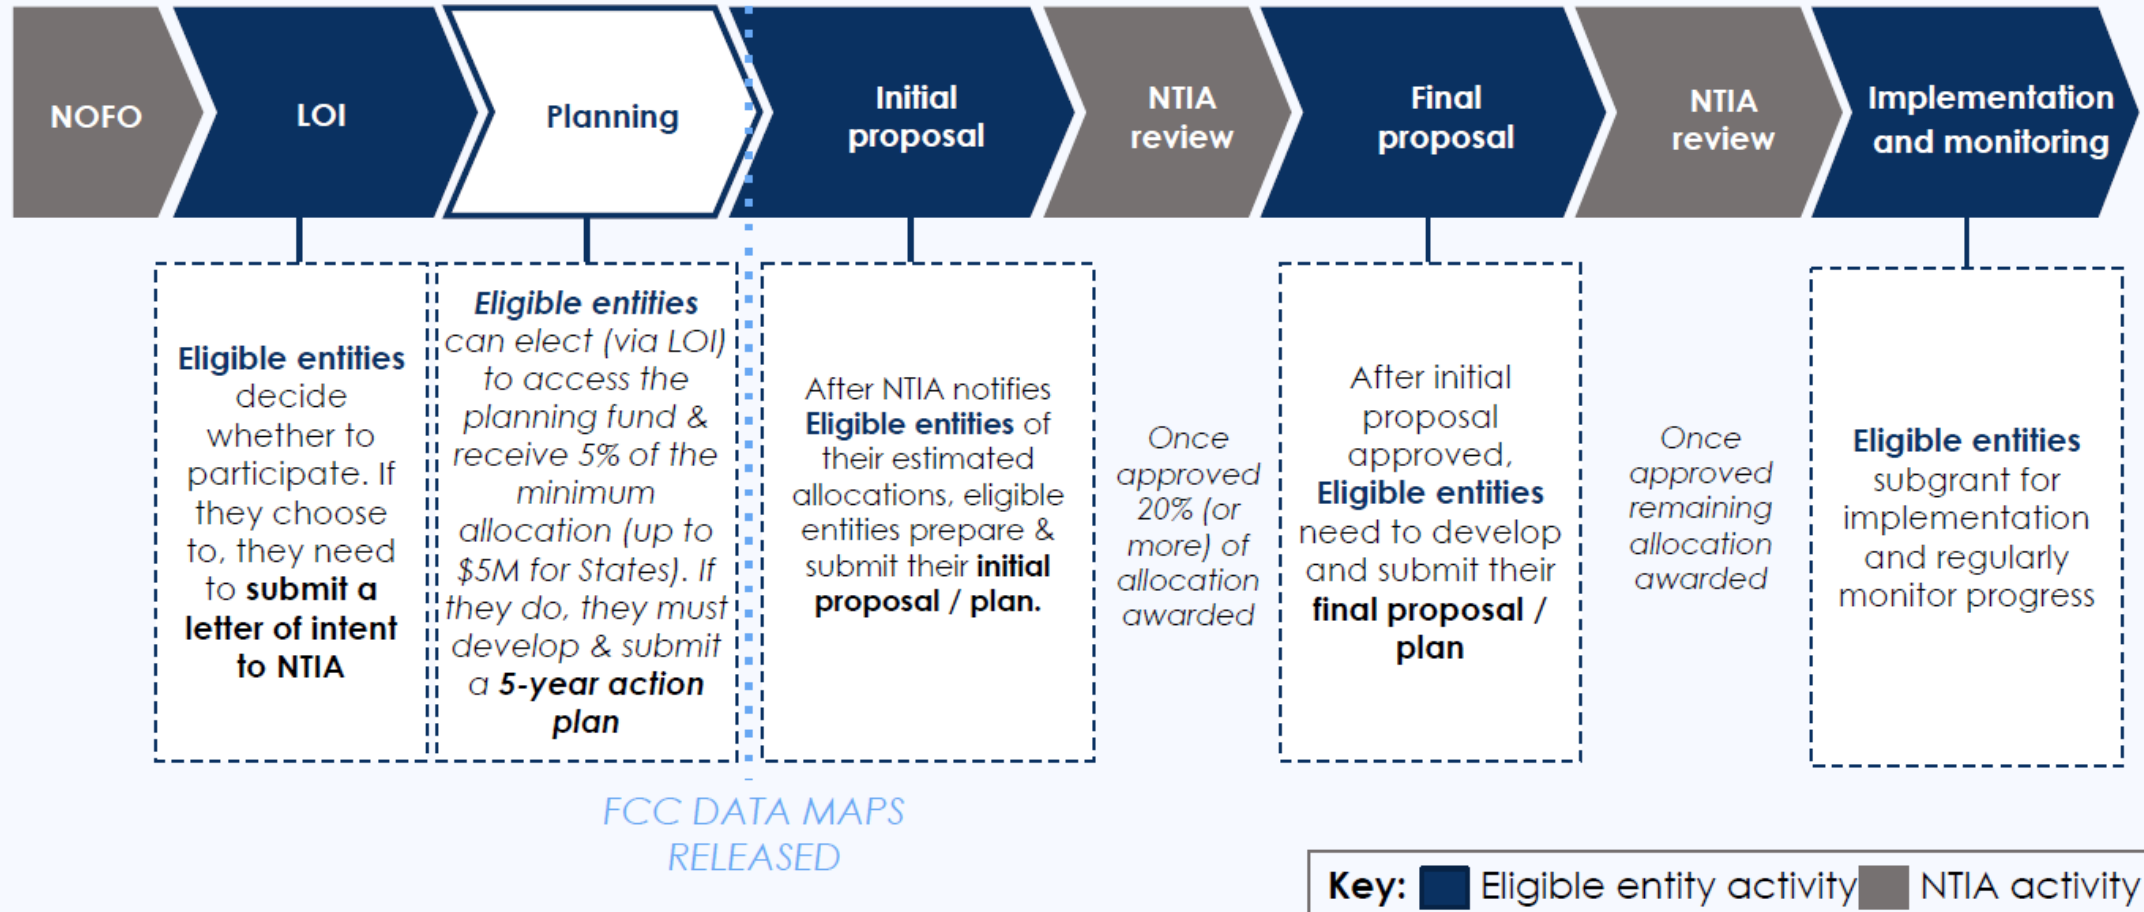 NOFO
LOI
Planning
Initial
proposal
NTIA
review
Final
proposal
NTIA
review
Implementation
and monitoring
Eligible entities
decide
whether to
participate. If
they choose
to, they need
to submit a
letter of intent
to NTIA
Eligible entities
can elect (via LOI)
to access the
planning fund &
receive 5% of the
minimum
allocation (up to
$5M for States). If
they do, they must
develop & submit
a 5-year action
plan
After NTIA notifies
Eligible entities of
their estimated
allocations, eligible
entities prepare &
submit their initial
proposal / plan.
Once
approved
20% (or
more) of
allocation
awarded
After initial
proposal
approved,
Eligible entities
need to develop
and submit their
final proposal /
plan
Once
approved
remaining
allocation
awarded
Eligible entities
subgrant for
implementation
and regularly
monitor progress
FCC DATA MAPS
RELEASED
Key: Eligible entity activity NTIA activity